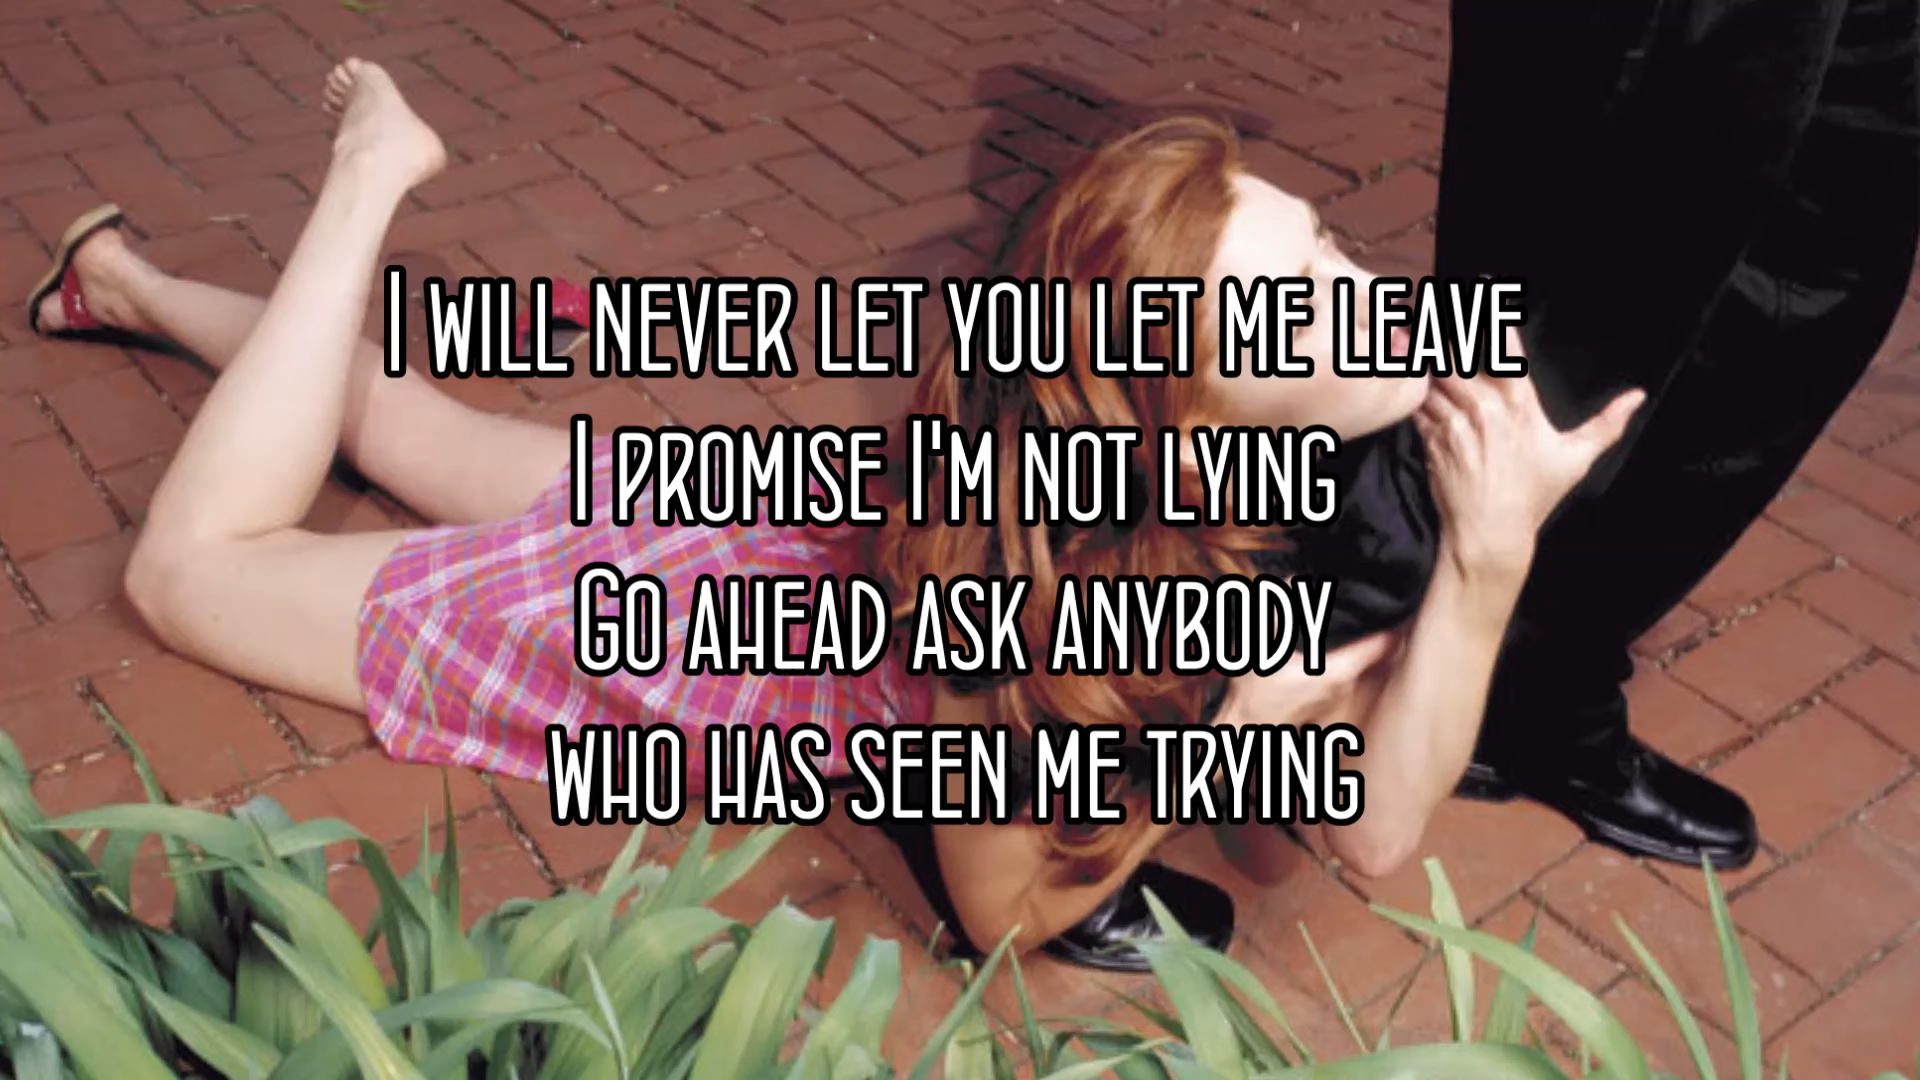 I will never let you let me leave
I promise I'm not lying
Go ahead ask anybody
who has seen me trying